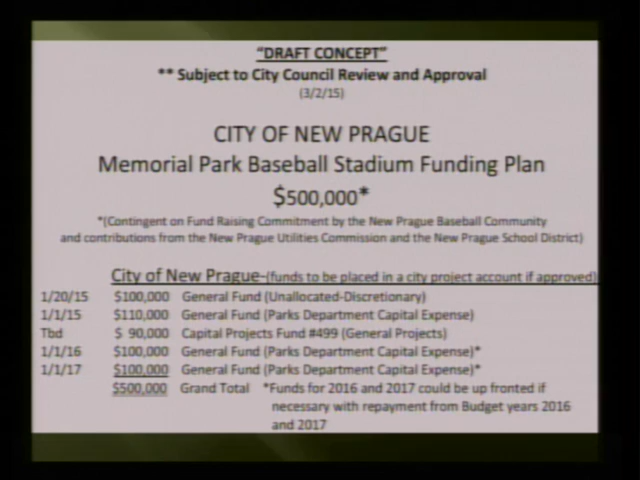 "DRAFT CONCEPT"
** Subject to City Council Review and Approval
(3/2/15)
CITY OF NEW PRAGUE
Memorial Park Baseball Stadium Funding Plan
$500,000*
*(Contingent on Fund Raising Commitment by the New Prague Baseball Community
and contributions from the New Prague Utilities Commission and the New Prague School District)
City of New Prague-(funds to be placed in a city project account if approved)
1/20/15 $100,000 General Fund (Unallocated-Discretionary)
1/1/15 $110,000 General Fund (Parks Department Capital Expense)
Tbd $ 90,000 Capital Projects Fund #499 (General Projects)
1/1/16 $100,000 General Fund (Parks Department Capital Expense)*
1/1/17 $100,000 General Fund (Parks Department Capital Expense)*
$500,000 Grand Total *Funds for 2016 and 2017 could be up fronted if
necessary with repayment from Budget years 2016
and 2017